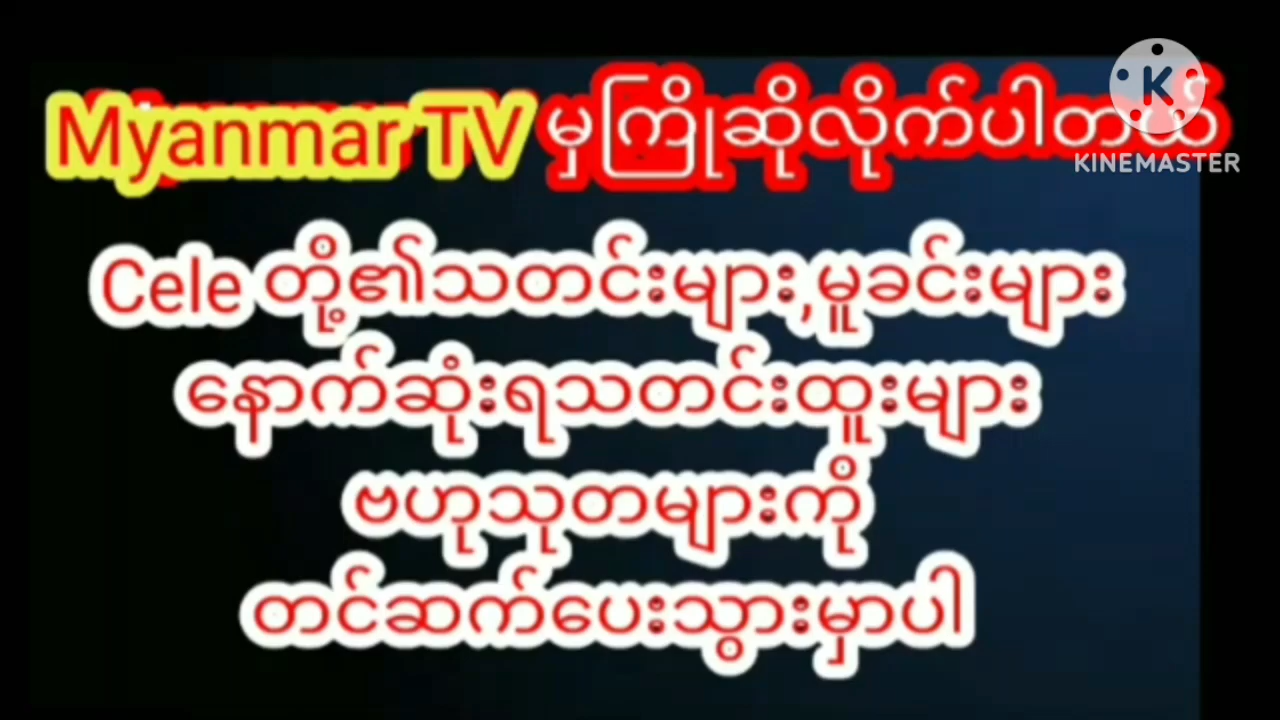 Myanmar TV မှကြိုဆိုလိုက်ပါတယ်
KINEMASTER
Cele တို့၏သတင်းများ,မူခင်းများ
နောက်ဆုံးရသတင်းထူးများ
ဗဟုသုတများကို
တင်ဆက်ပေးသွားမှာပါ